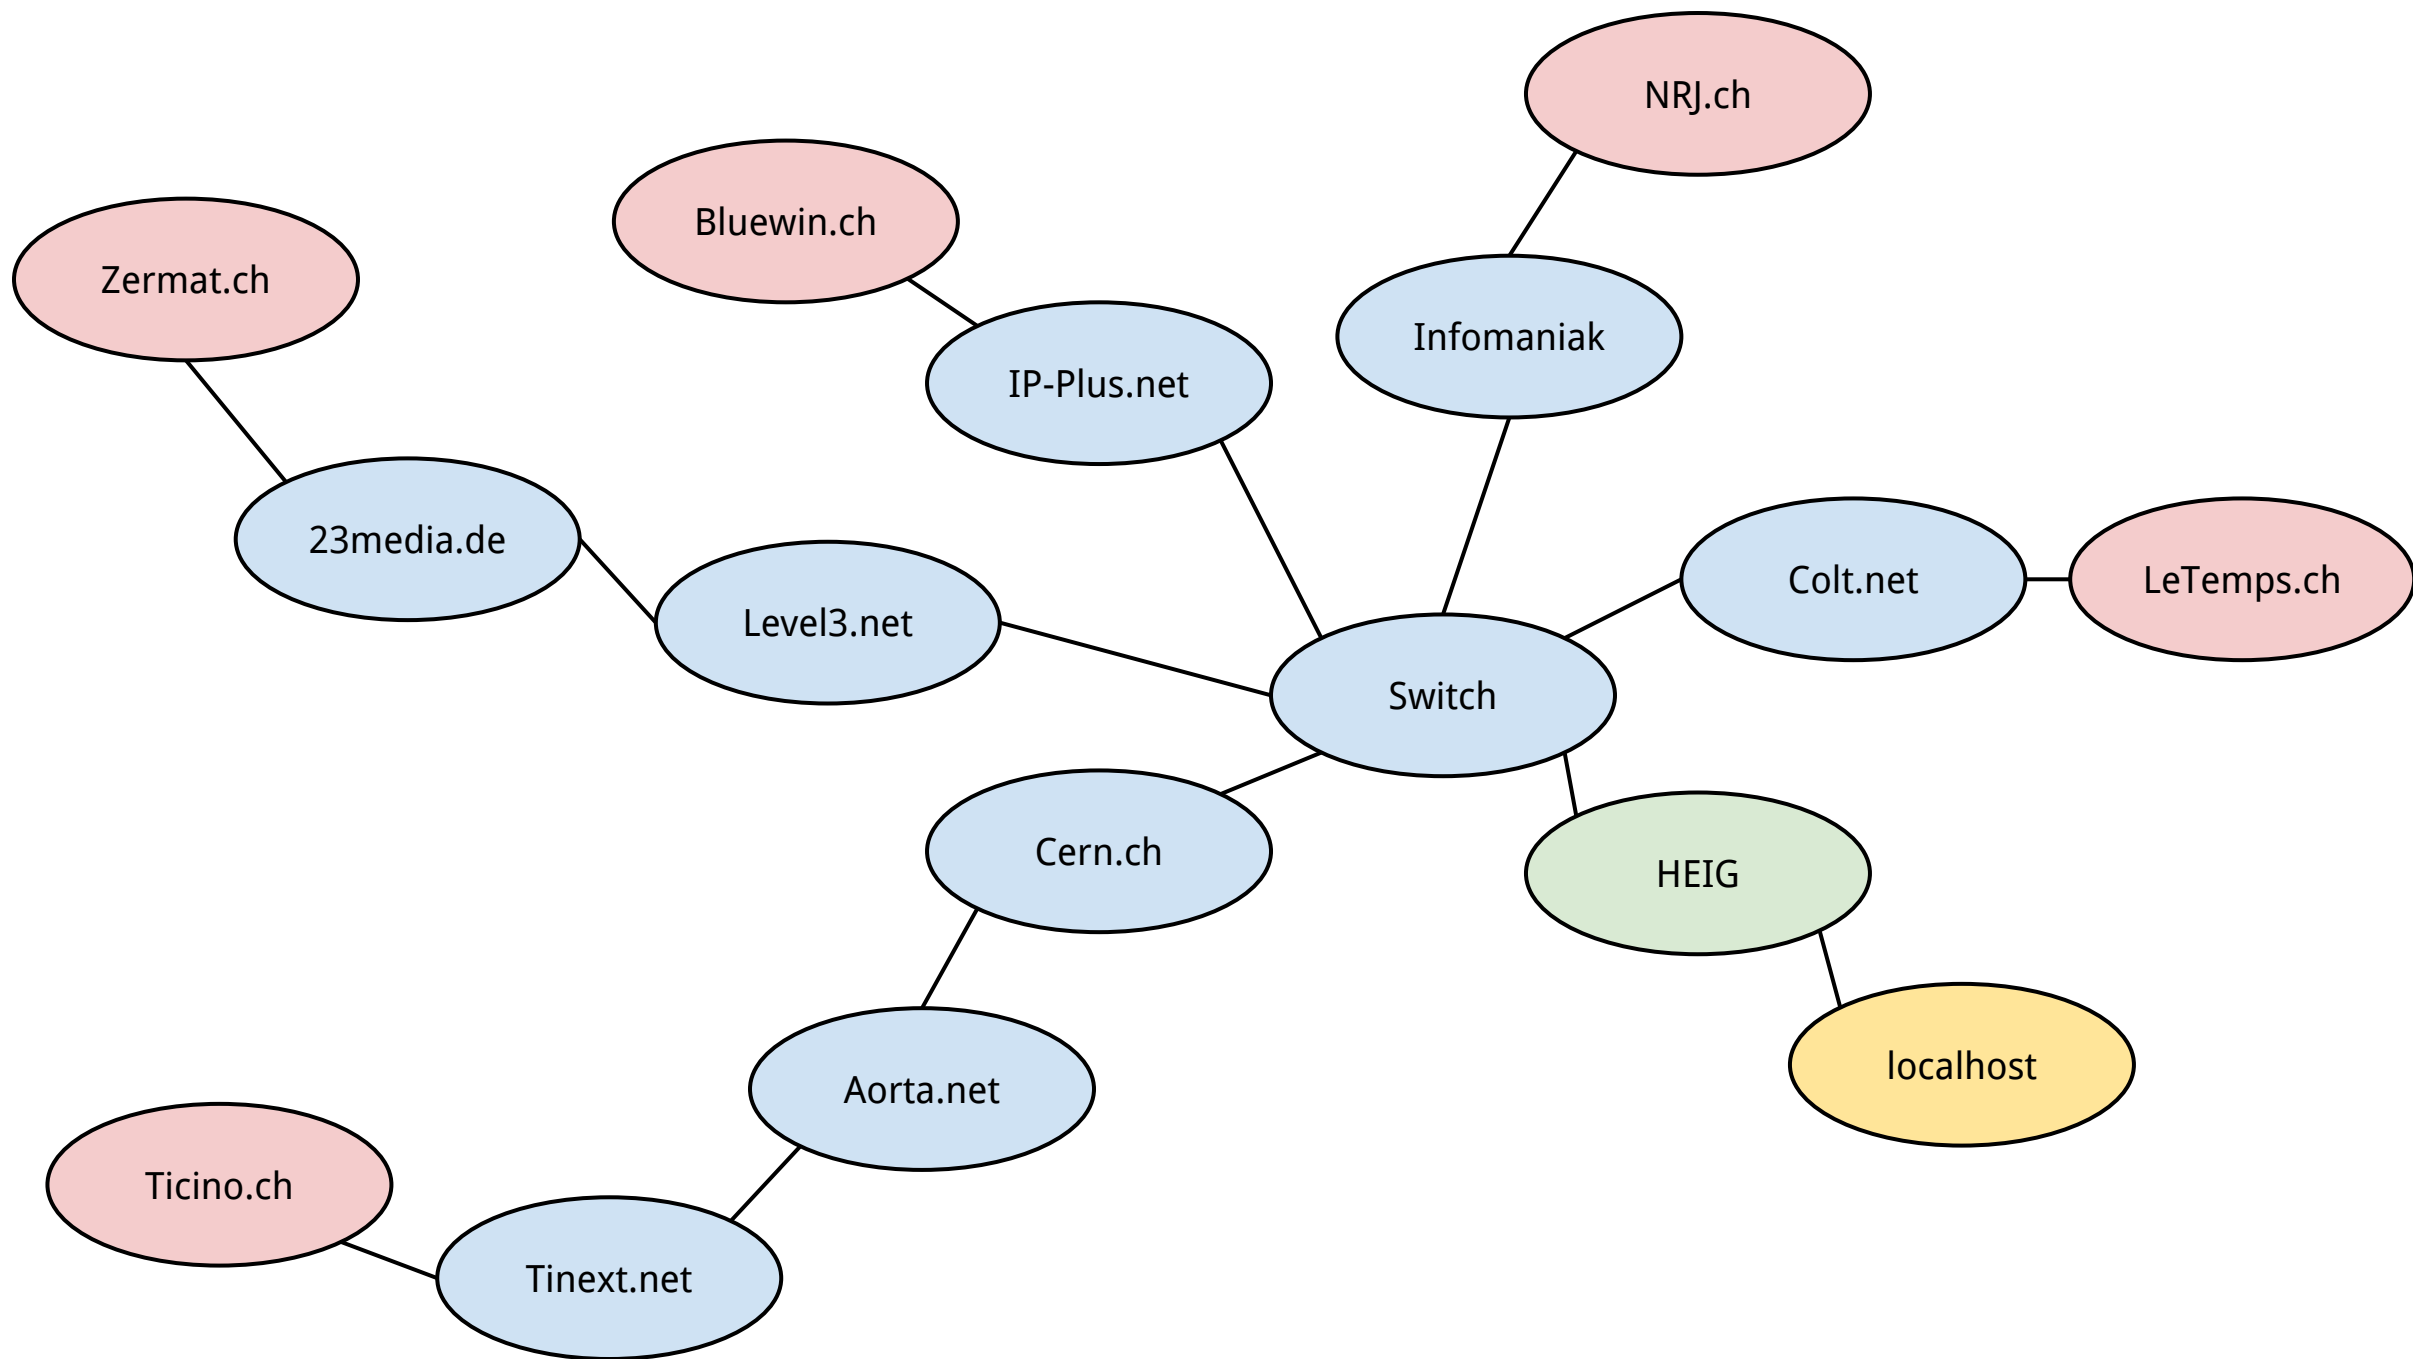 NRJ.ch
Bluewin.ch
Zermat.ch
Infomaniak
IP-Plus.net
23media.de
Colt.net
LeTemps.ch
Level3.net
Switch
Cern.ch
HEIG
localhost
Aorta.net
Ticino.ch
Tinext.net